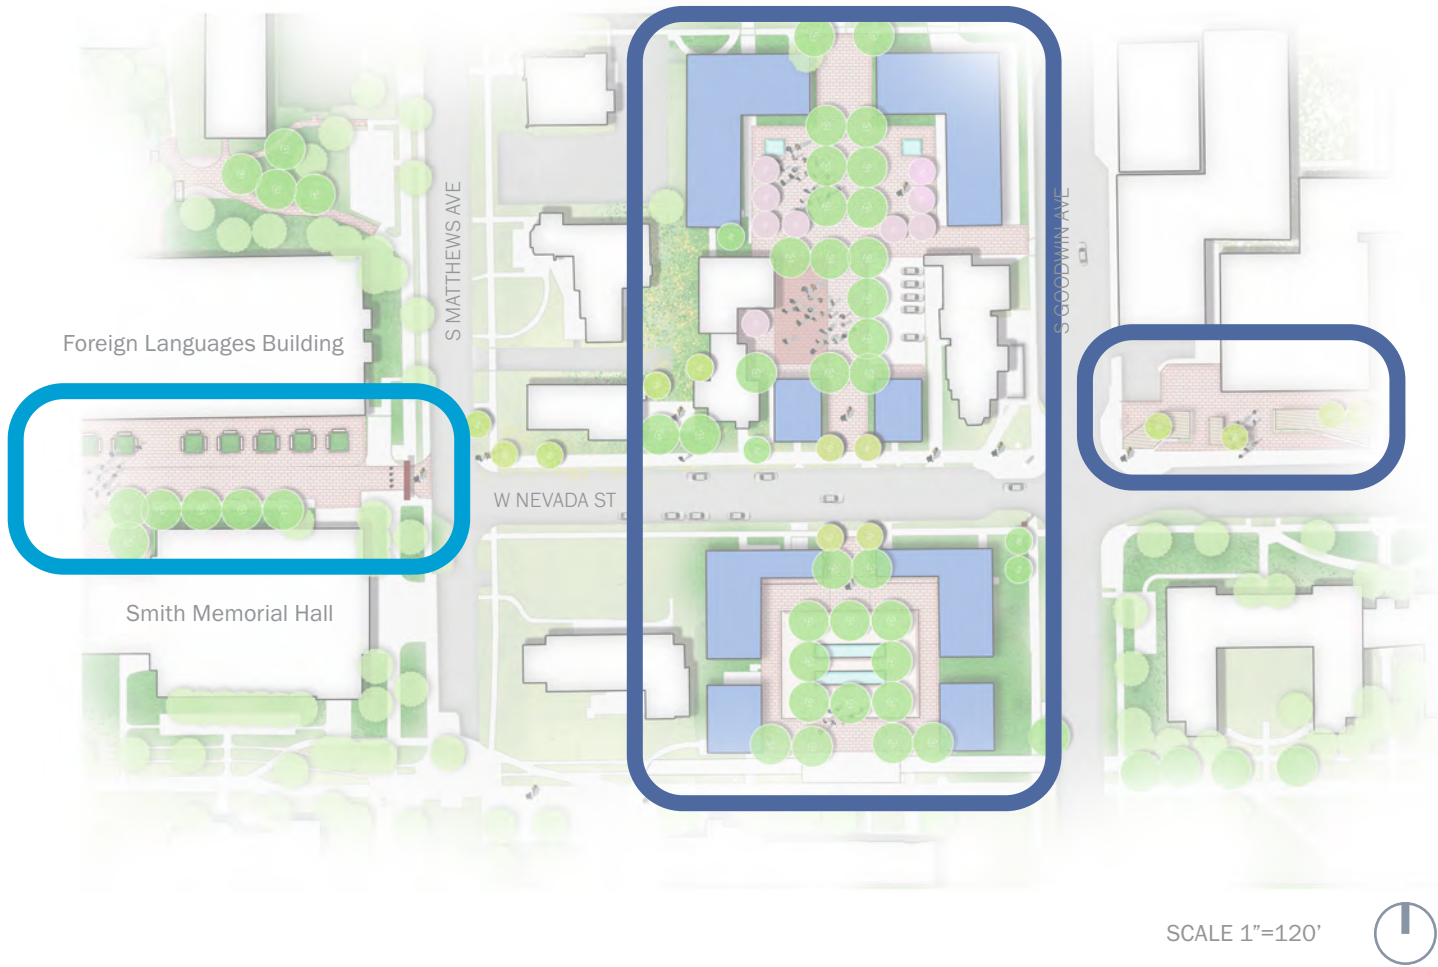 S MATTHEWS AVE
S GOODWIN AVE
Foreign Languages Building
W NEVADA ST
Smith Memorial Hall
SCALE 1”=120’